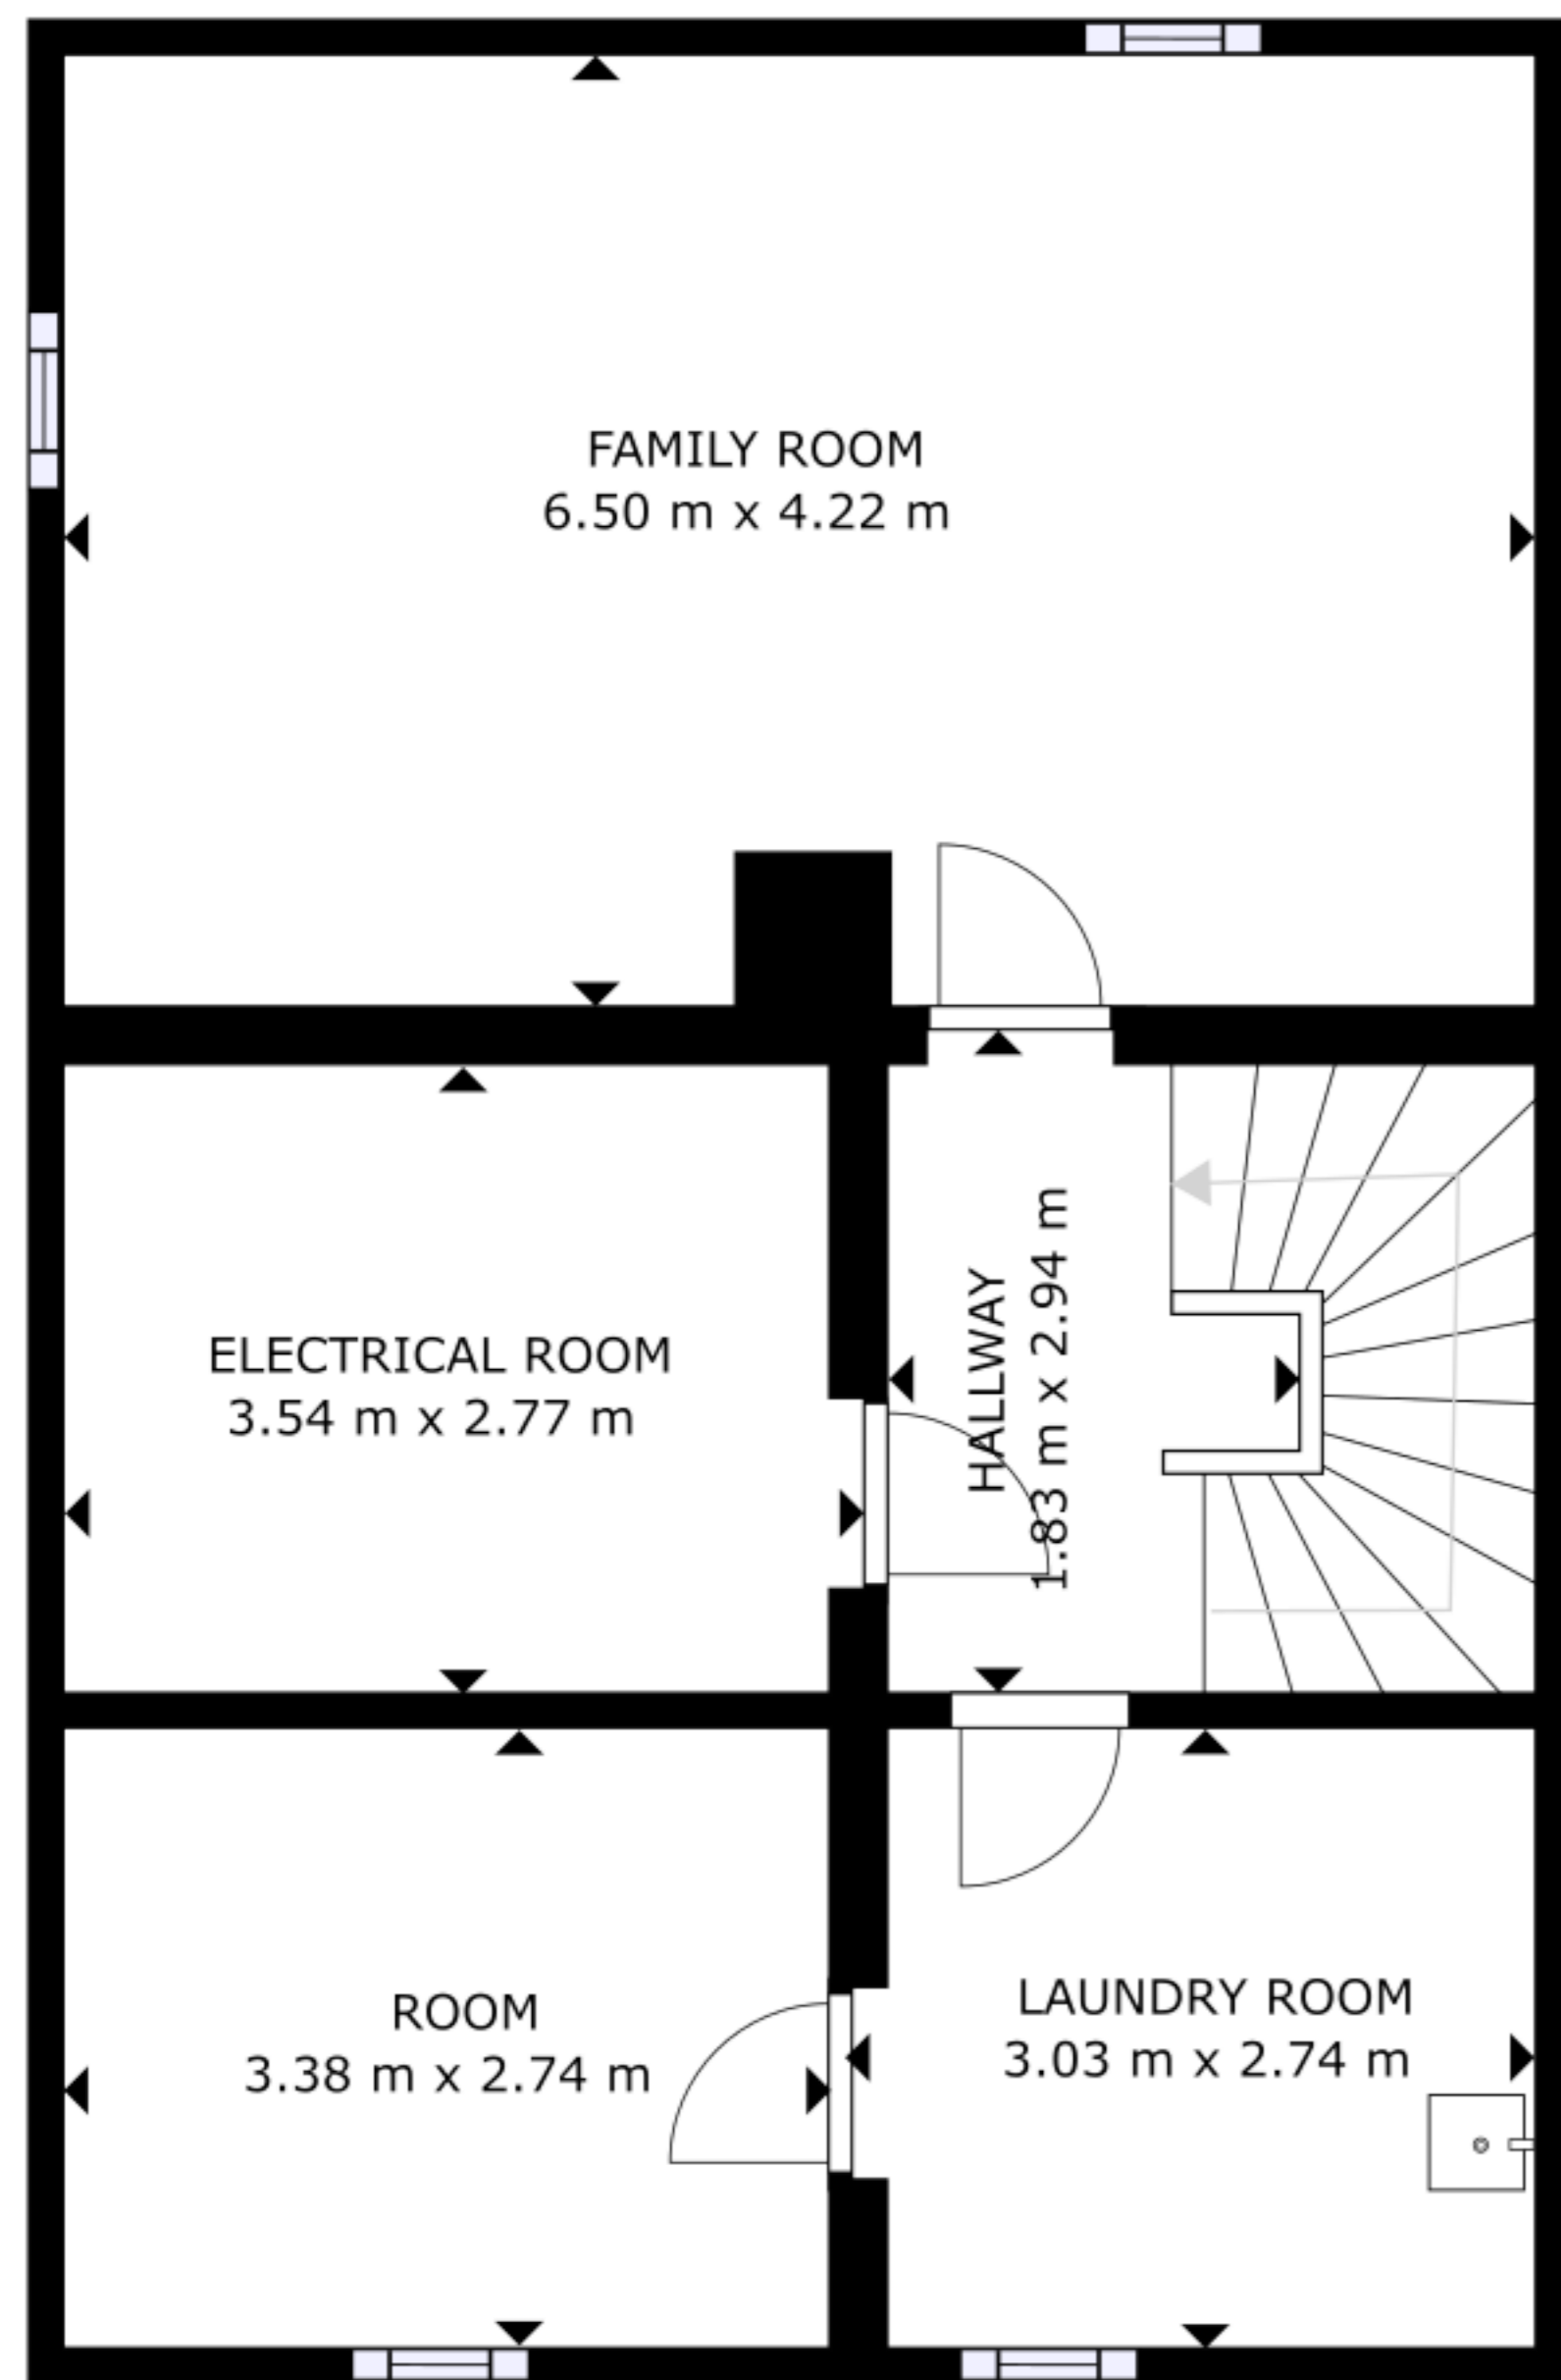 FAMILY ROOM
6.50 m x 4.22 m
ELECTRICAL ROOM
3.54 m x 2.77 m
HALLWAY
1.83 m x 2.94 m
ROOM
3.38 m x 2.74 m
LAUNDRY ROOM
3.03 m x 2.74 m